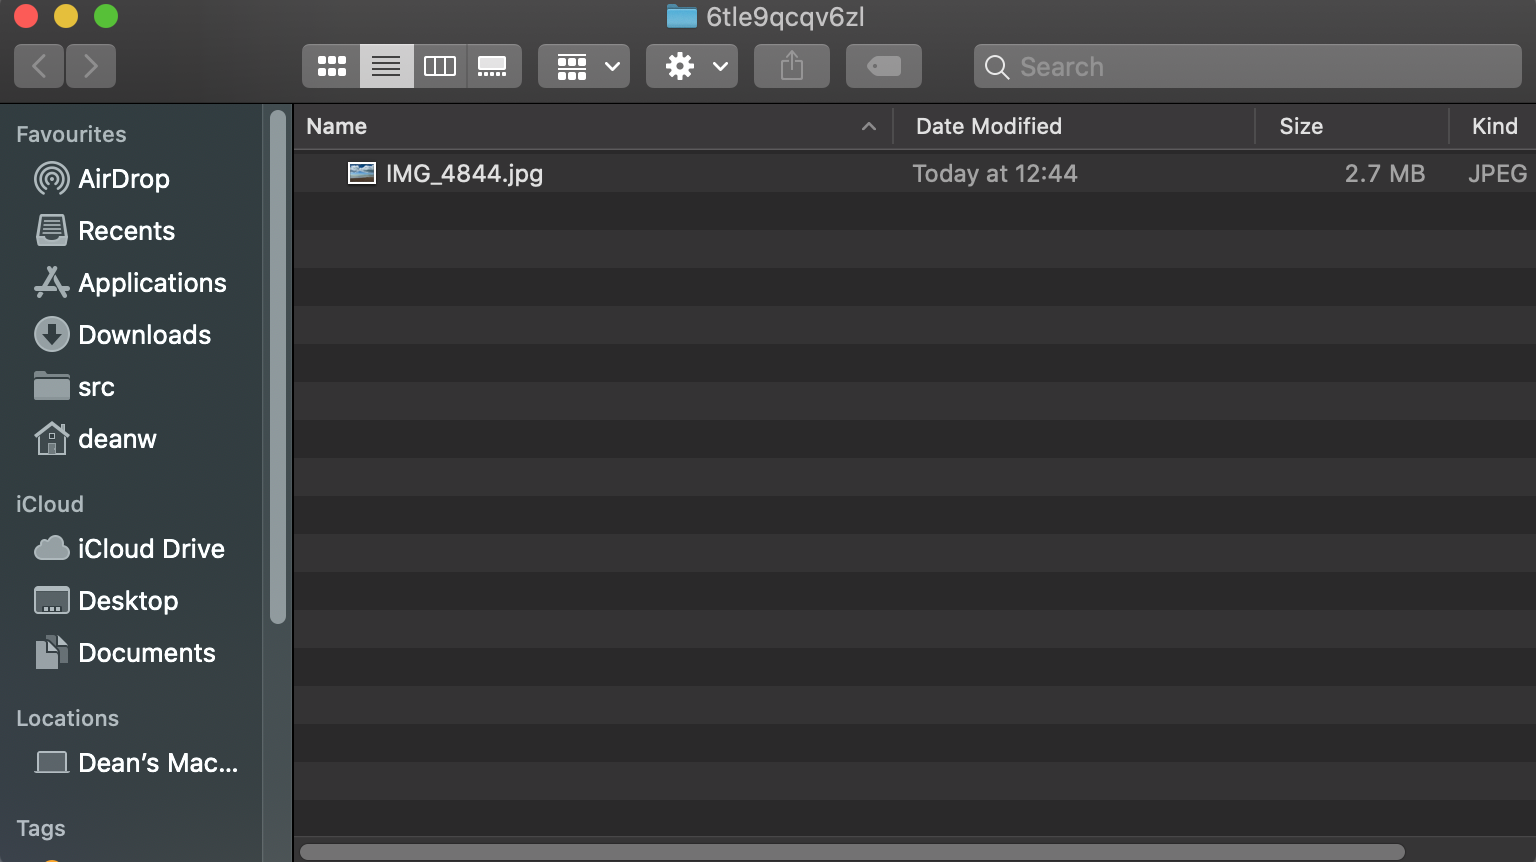 6tle9qcqv6zl
Search
Favourites
AirDrop
Recents
Applications
Downloads
src
deanw
iCloud
iCloud Drive
Desktop
Documents
Locations
Dean’s Mac...
Tags
Name Date Modified Size Kind
IMG_4844.jpg Today at 12:44 2.7 MB JPEG